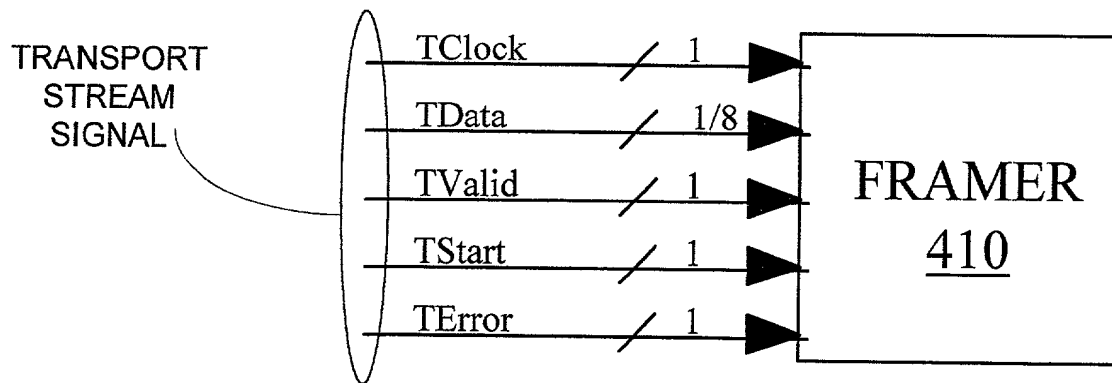 TRANSPORT
STREAM
SIGNAL
TClock 1
TData 1/8
TValid 1
TStart 1
TError 1
FRAMER
410